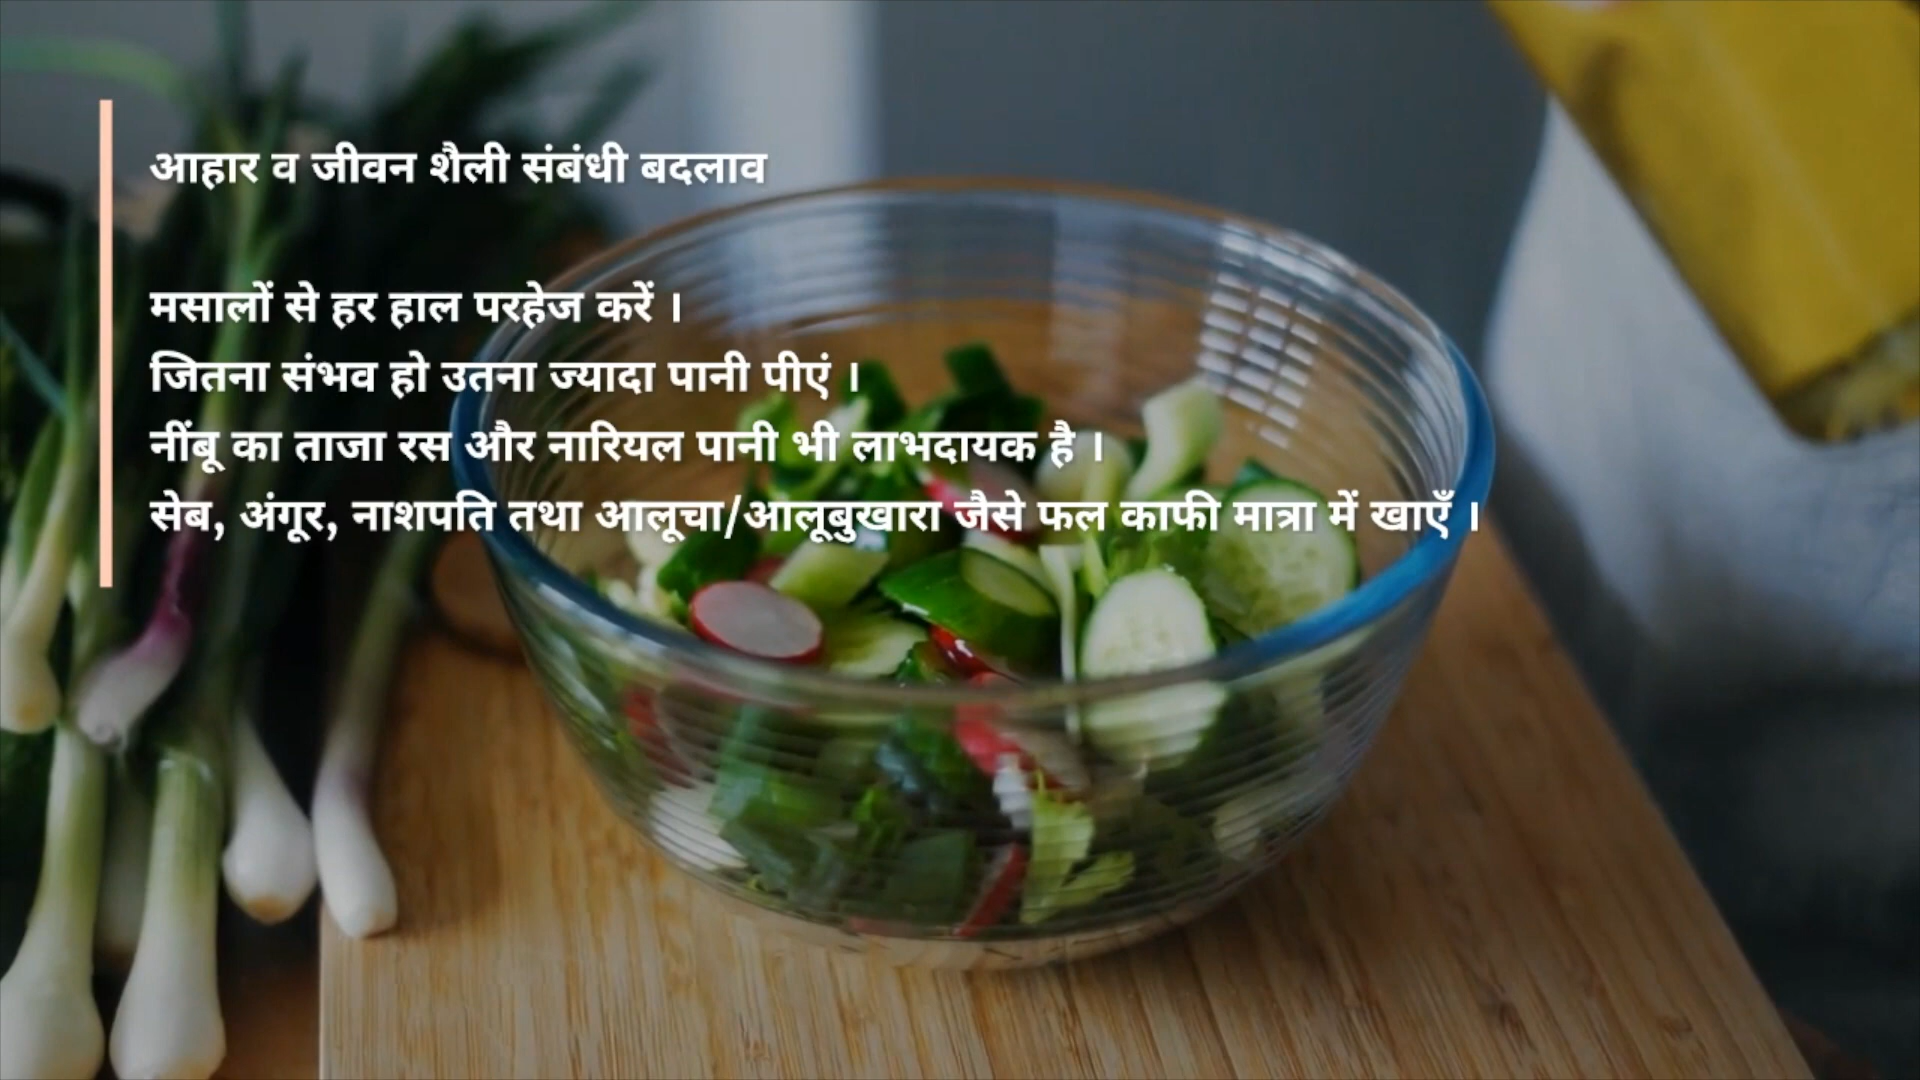 आहार व जीवन शैली संबंधी बदलाव
मसालों से हर हाल परहेज करें ।
जितना संभव हो उतना ज्यादा पानी पीएं ।
नींबू का ताजा रस और नारियल पानी भी लाभदायक है ।
सेब, अंगूर, नाशपति तथा आलूचा/आलूबुखारा जैसे फल काफी मात्रा में खाएँ ।